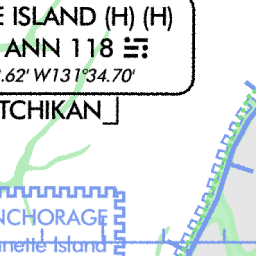 E ISLAND (H) (H)
ANN 118
.62' W131°34.70'
TCHIKAN
NCHORAGE
nette Island